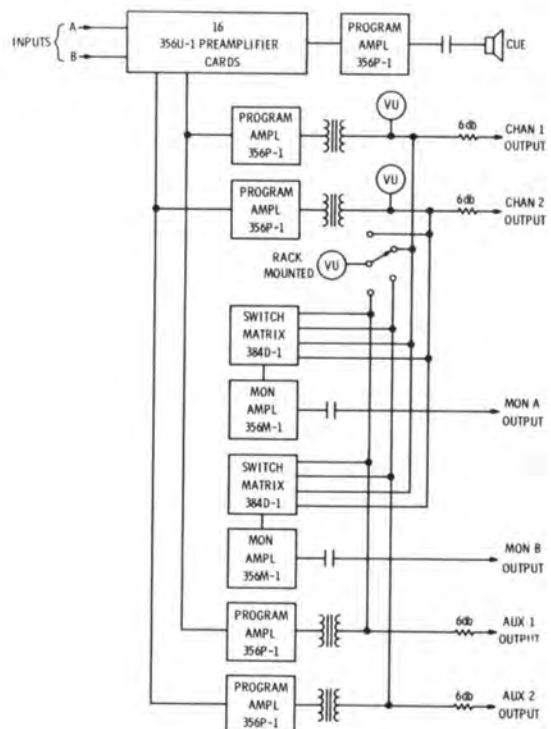 INPUTS
A
B
16
356U-1 PREAMPLIFIER
CARDS
PROGRAM
AMPL
356P-1
CUE
PROGRAM
AMPL
356P-1
VU
6db
CHAN 1
OUTPUT
PROGRAM
AMPL
356P-1
VU
6db
CHAN 2
OUTPUT
RACK
MOUNTED
VU
SWITCH
MATRIX
384D-1
MON
AMPL
356M-1
MON A
OUTPUT
SWITCH
MATRIX
384D-1
MON
AMPL
356M-1
MON B
OUTPUT
PROGRAM
AMPL
356P-1
6db
AUX 1
OUTPUT
PROGRAM
AMPL
356P-1
6db
AUX 2
OUTPUT